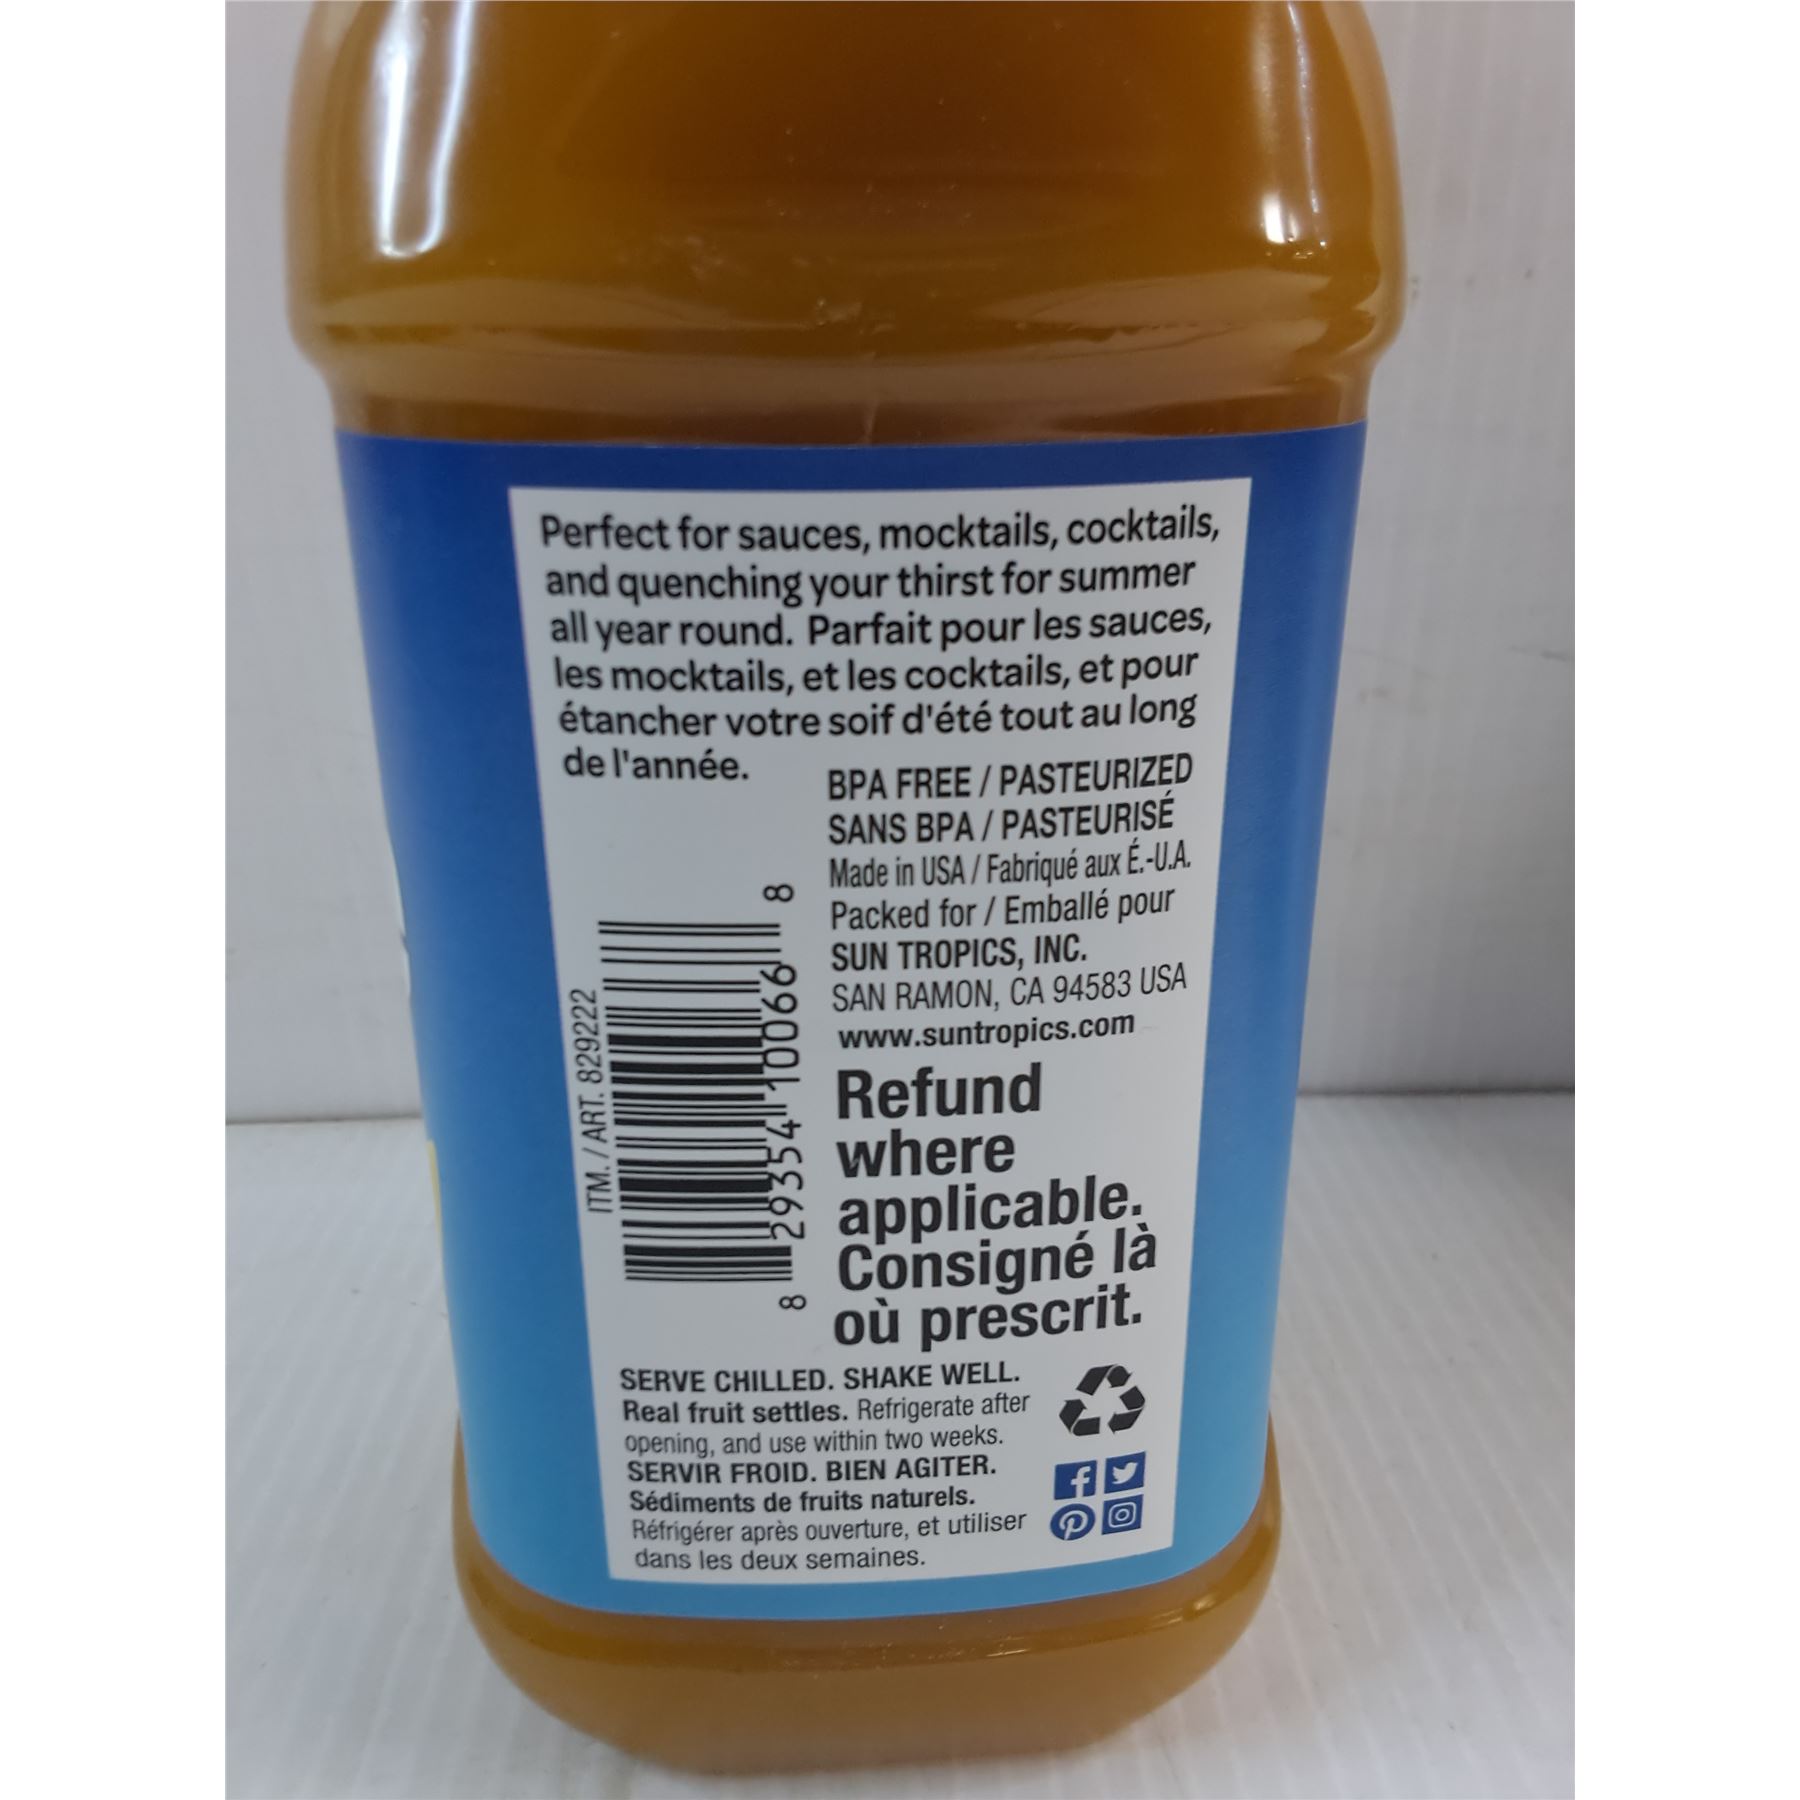 Perfect for sauces, mocktails, cocktails,
and quenching your thirst for summer
all year round. Parfait pour les sauces,
les mocktails, et les cocktails, et pour
étancher votre soif d'été tout au long
de l'année.
BPA FREE / PASTEURIZED
SANS BPA / PASTEURISÉ
Made in USA / Fabriqué aux É.-U.A.
Packed for / Emballé pour
SUN TROPICS, INC.
SAN RAMON, CA 94583 USA
www.suntropics.com
ITM. / ART. 829222
8 29354 10066 8
Refund
where
applicable.
Consigné là
où prescrit.
SERVE CHILLED. SHAKE WELL.
Real fruit settles. Refrigerate after
opening, and use within two weeks.
SERVIR FROID. BIEN AGITER.
Sédiments de fruits naturels.
Réfrigérer après ouverture, et utiliser
dans les deux semaines.